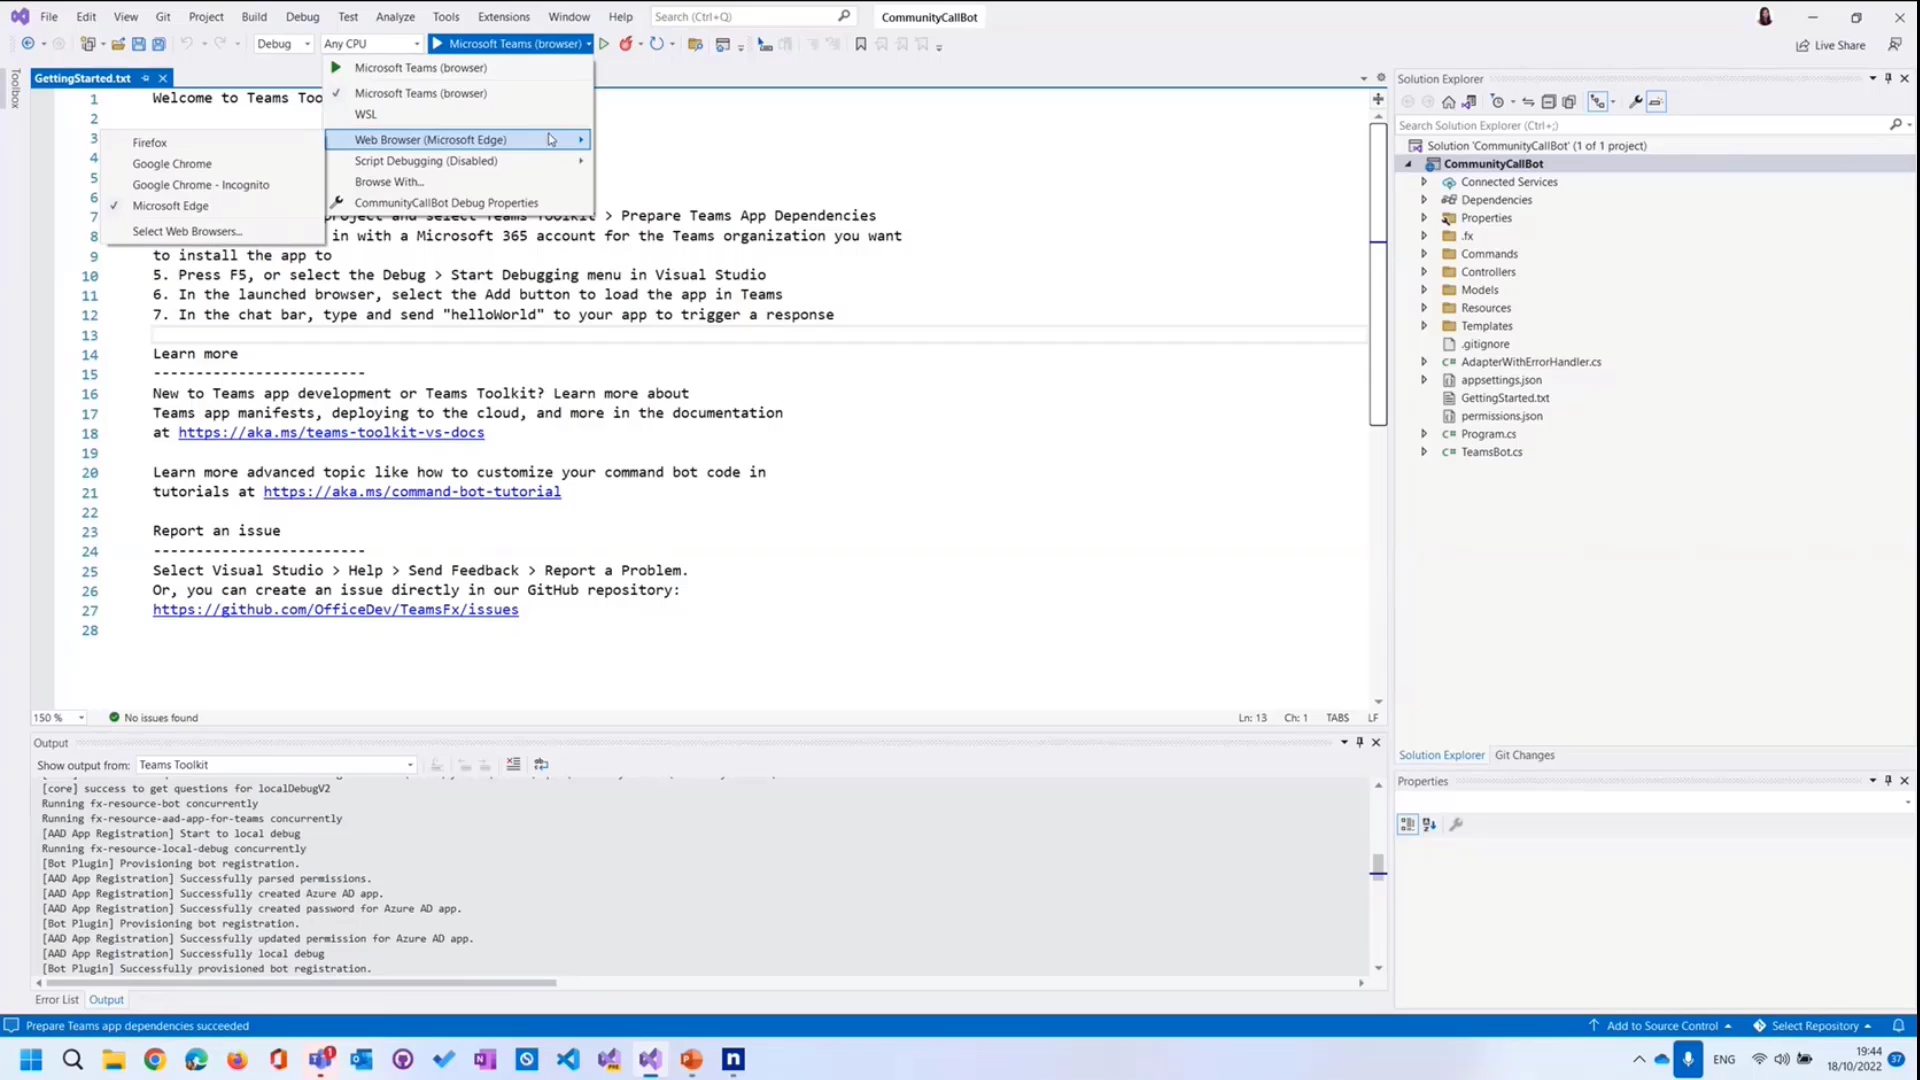 File Edit View Git Project Build Debug Test Analyze Tools Extensions Window Help Search (Ctrl+Q) CommunityCallBot
Debug Any CPU Microsoft Teams (browser) Live Share
Toolbox
GettingStarted.txt
Microsoft Teams (browser)
Microsoft Teams (browser)
WSL
Web Browser (Microsoft Edge)
Script Debugging (Disabled)
Browse With...
CommunityCallBot Debug Properties
Firefox
Google Chrome
Google Chrome - Incognito
Microsoft Edge
Select Web Browsers...
1 Welcome to Teams Too
2
3
4
5
6
7 project and select Teams Toolkit > Prepare Teams App Dependencies
8 in with a Microsoft 365 account for the Teams organization you want
9 to install the app to
10 5. Press F5, or select the Debug > Start Debugging menu in Visual Studio
11 6. In the launched browser, select the Add button to load the app in Teams
12 7. In the chat bar, type and send "helloWorld" to your app to trigger a response
13
14 Learn more
15 -------------------------
16 New to Teams app development or Teams Toolkit? Learn more about
17 Teams app manifests, deploying to the cloud, and more in the documentation
18 at https://aka.ms/teams-toolkit-vs-docs
19
20 Learn more advanced topic like how to customize your command bot code in
21 tutorials at https://aka.ms/command-bot-tutorial
22
23 Report an issue
24 -------------------------
25 Select Visual Studio > Help > Send Feedback > Report a Problem.
26 Or, you can create an issue directly in our GitHub repository:
27 https://github.com/OfficeDev/TeamsFx/issues
28
150 % No issues found Ln: 13 Ch: 1 TABS LF
Output
Show output from: Teams Toolkit
[core] success to get questions for localDebugV2
Running fx-resource-bot concurrently
Running fx-resource-aad-app-for-teams concurrently
[AAD App Registration] Start to local debug
Running fx-resource-local-debug concurrently
[Bot Plugin] Provisioning bot registration.
[AAD App Registration] Successfully parsed permissions.
[AAD App Registration] Successfully created Azure AD app.
[AAD App Registration] Successfully created password for Azure AD app.
[Bot Plugin] Provisioning bot registration.
[AAD App Registration] Successfully updated permission for Azure AD app.
[AAD App Registration] Successfully local debug
[Bot Plugin] Successfully provisioned bot registration.
Error List Output
Solution Explorer
Search Solution Explorer (Ctrl+;)
Solution 'CommunityCallBot' (1 of 1 project)
CommunityCallBot
Connected Services
Dependencies
Properties
.fx
Commands
Controllers
Models
Resources
Templates
.gitignore
C# AdapterWithErrorHandler.cs
appsettings.json
GettingStarted.txt
permissions.json
C# Program.cs
C# TeamsBot.cs
Solution Explorer Git Changes
Properties
Prepare Teams app dependencies succeeded Add to Source Control Select Repository
ENG 19:44
18/10/2022 37